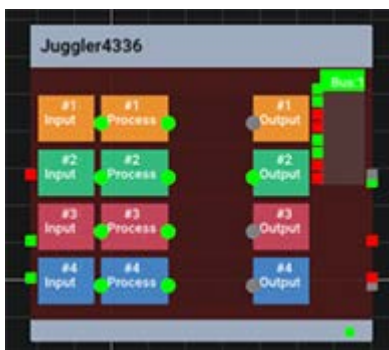 Juggler4336
Bus:1
#1 #1 #1
Input Process Output
#2 #2 #2
Input Process Output
#3 #3 #3
Input Process Output
#4 #4 #4
Input Process Output